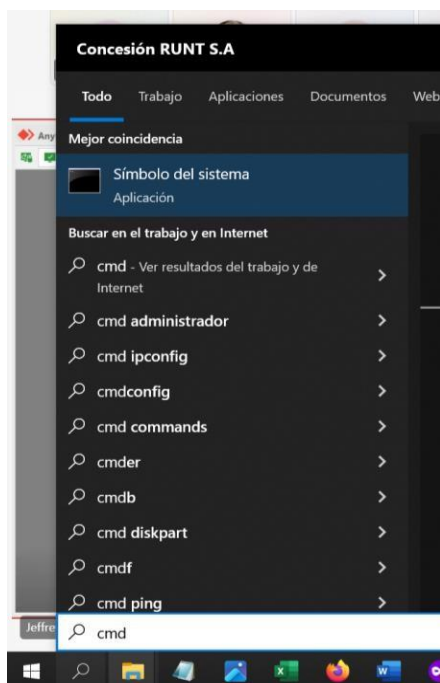 Concesión RUNT S.A
Todo Trabajo Aplicaciones Documentos Web
Any
Mejor coincidencia
Símbolo del sistema
Aplicación
Buscar en el trabajo y en Internet
cmd - Ver resultados del trabajo y de
Internet
cmd administrador
cmd ipconfig
cmdconfig
cmd commands
cmder
cmdb
cmd diskpart
cmdf
cmd ping
Jeffre
cmd